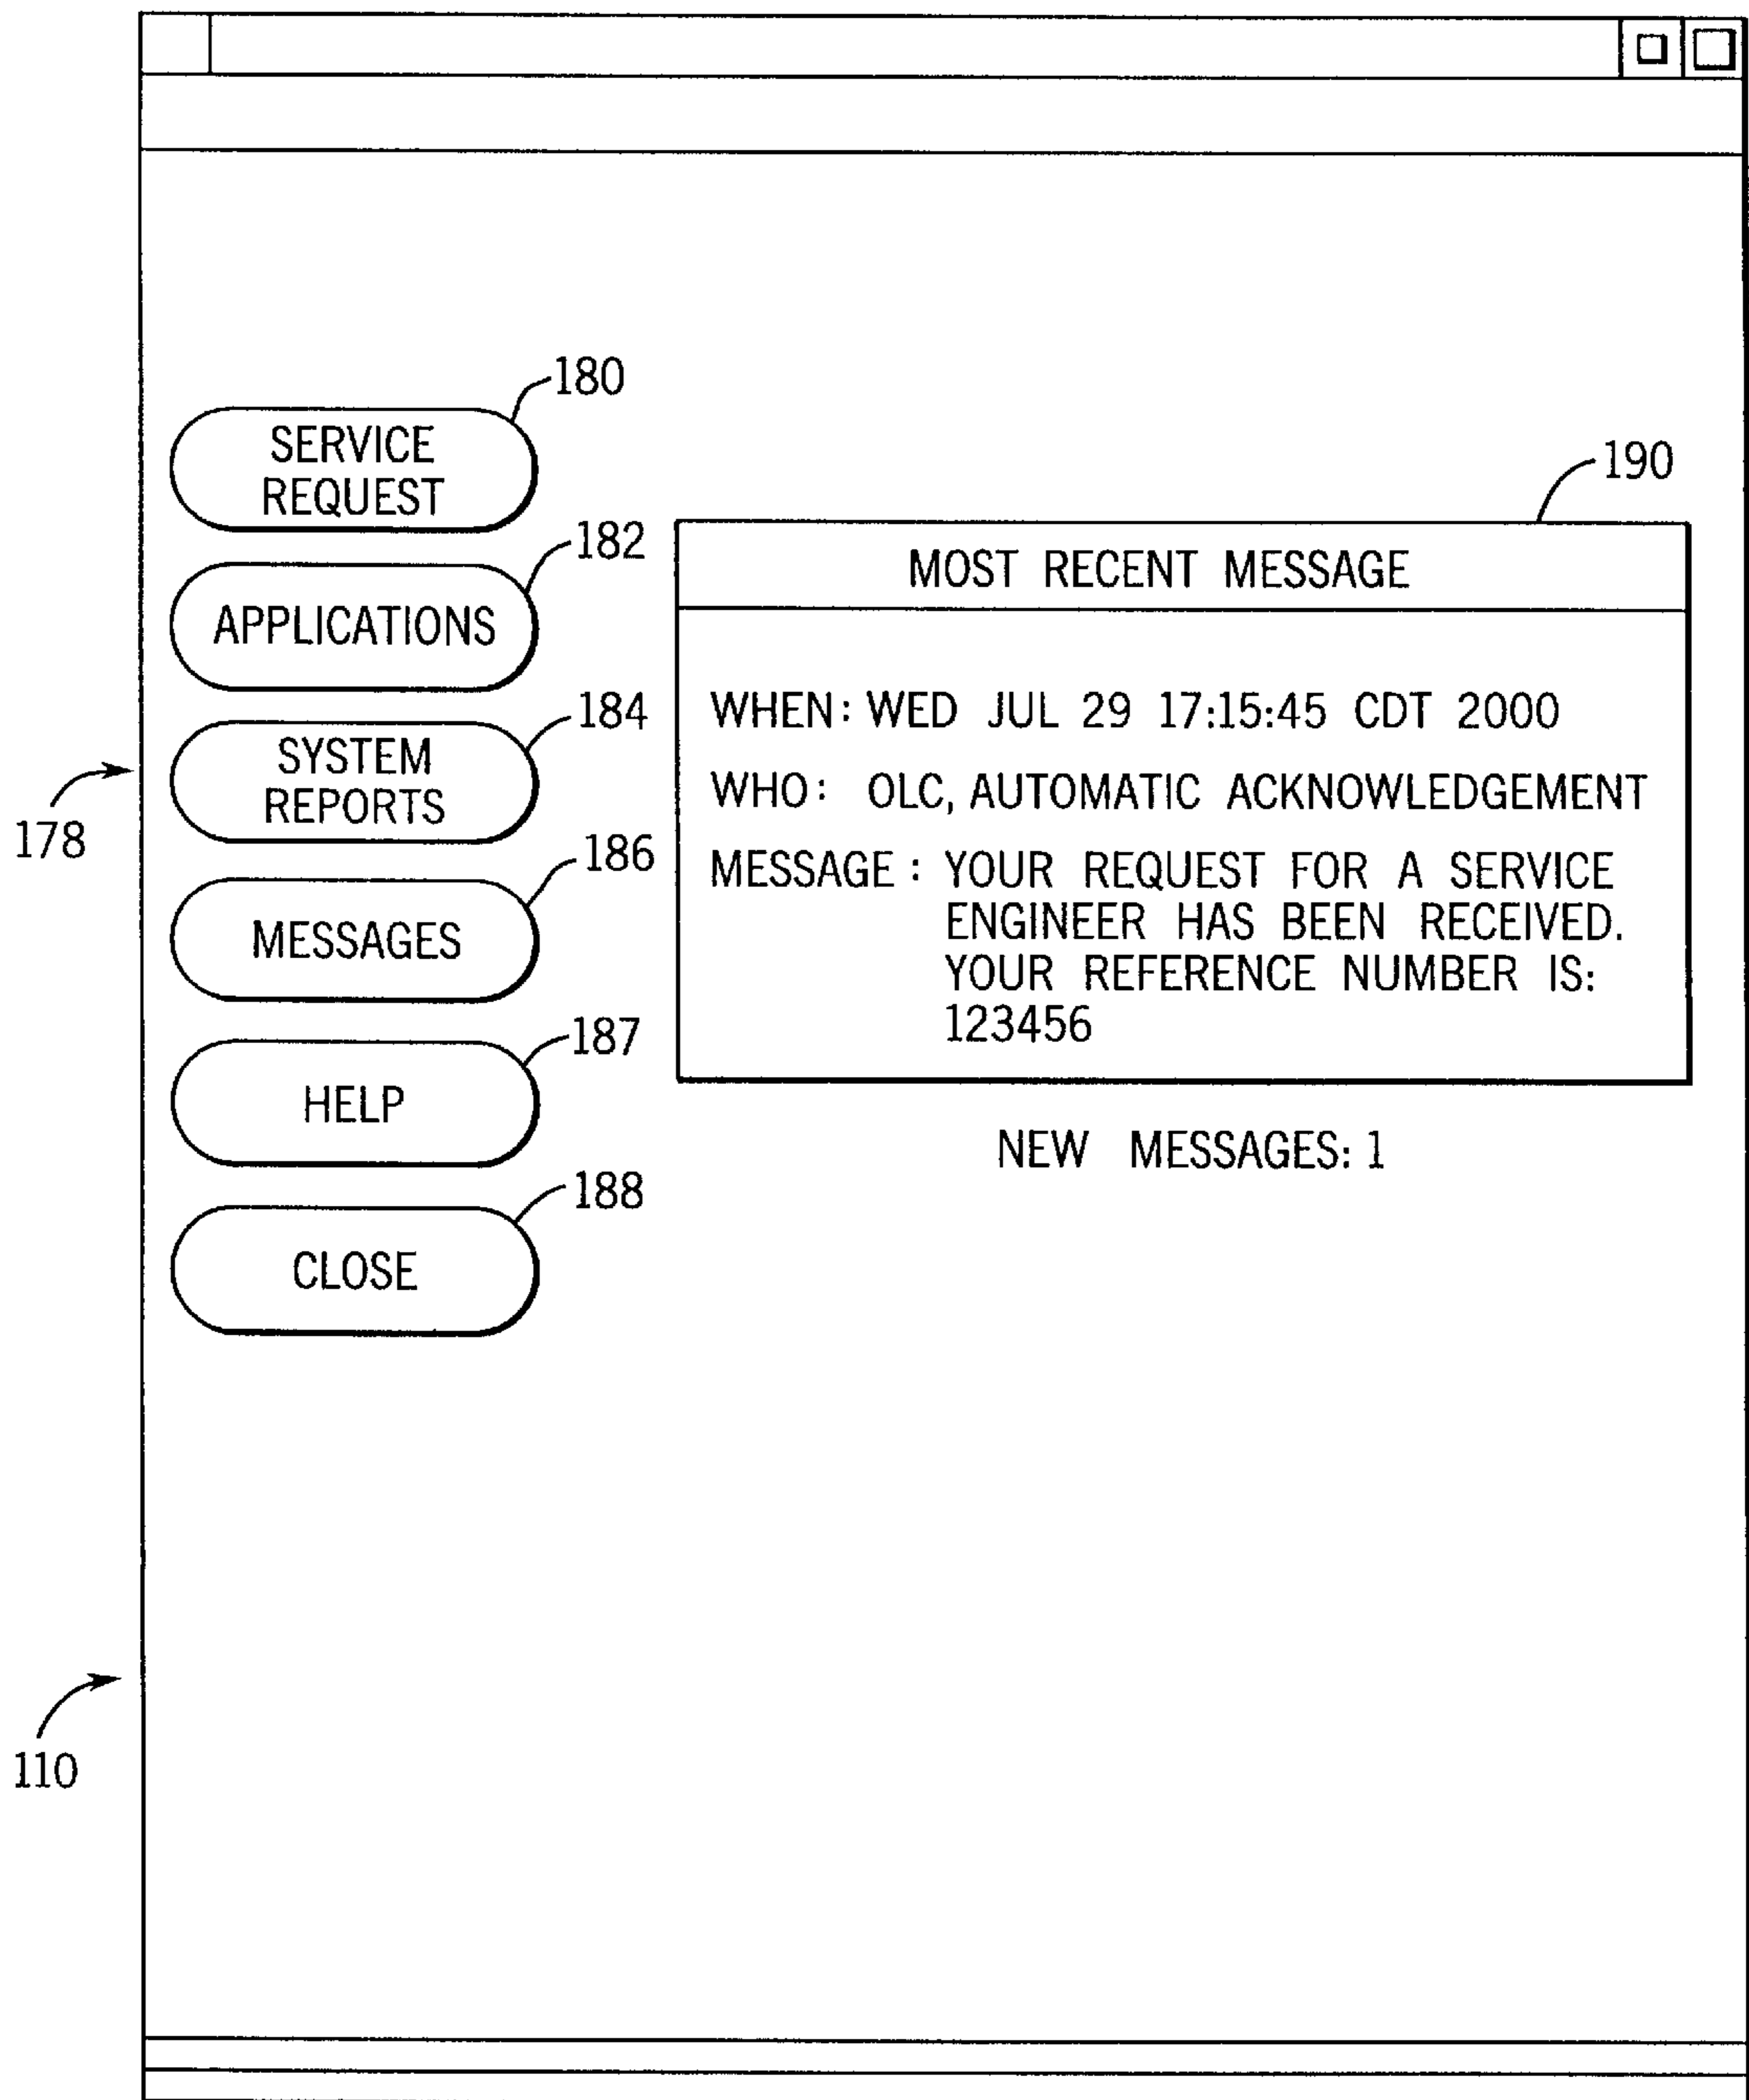 180
SERVICE
REQUEST
190
182
APPLICATIONS
MOST RECENT MESSAGE
184
SYSTEM
REPORTS
178
WHEN: WED JUL 29 17:15:45 CDT 2000
WHO: OLC, AUTOMATIC ACKNOWLEDGEMENT
MESSAGE: YOUR REQUEST FOR A SERVICE
ENGINEER HAS BEEN RECEIVED.
YOUR REFERENCE NUMBER IS:
123456
186
MESSAGES
187
HELP
NEW MESSAGES: 1
188
CLOSE
110